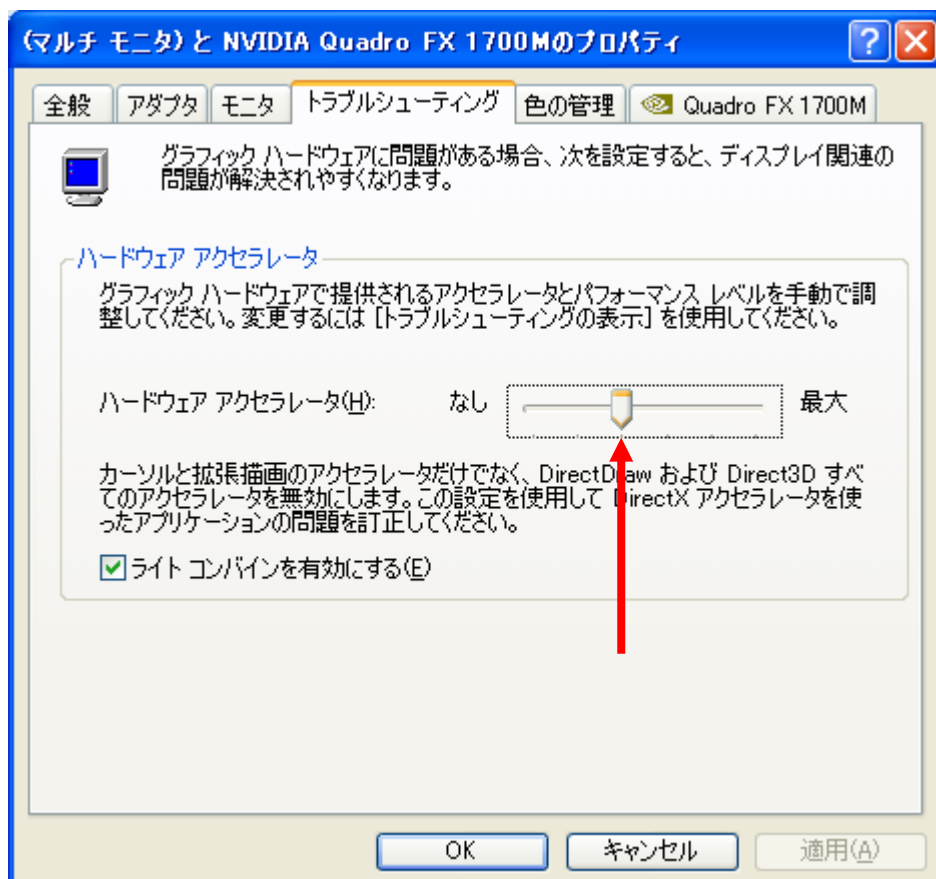 (マルチ モニタ) と NVIDIA Quadro FX 1700Mのプロパティ
全般 アダプタ モニタ トラブルシューティング 色の管理 Quadro FX 1700M
グラフィック ハードウェアに問題がある場合、次を設定すると、ディスプレイ関連の
問題が解決されやすくなります。
ハードウェア アクセラレータ
グラフィック ハードウェアで提供されるアクセラレータとパフォーマンス レベルを手動で調
整してください。変更するには [トラブルシューティングの表示] を使用してください。
ハードウェア アクセラレータ(H): なし 最大
カーソルと拡張描画のアクセラレータだけでなく、DirectDraw および Direct3D すべ
てのアクセラレータを無効にします。この設定を使用して DirectX アクセラレータを使
ったアプリケーションの問題を訂正してください。
ライト コンバインを有効にする(E)
OK キャンセル 適用(A)